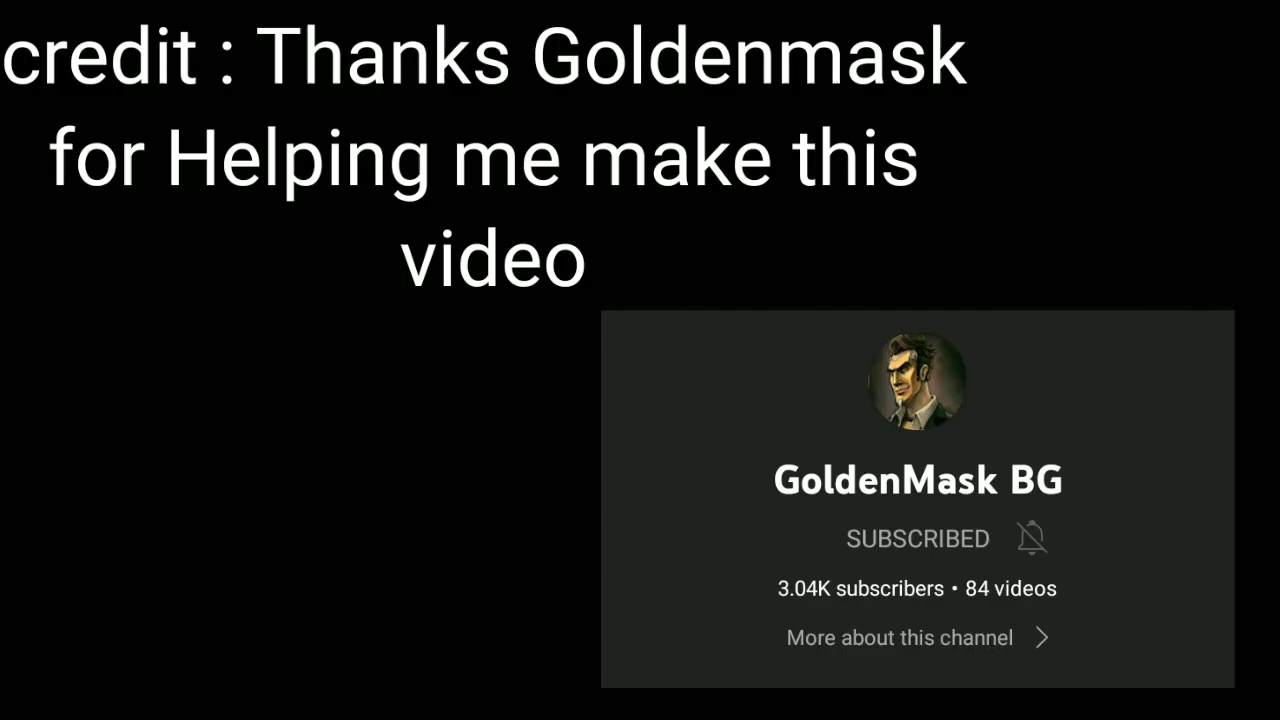 credit : Thanks Goldenmask
for Helping me make this
video
GoldenMask BG
SUBSCRIBED
3.04K subscribers • 84 videos
More about this channel